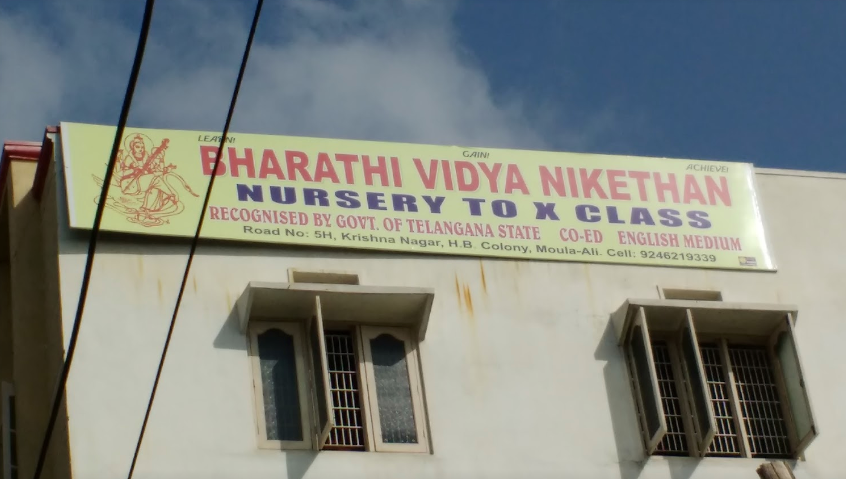 LEARN! GAIN! ACHIEVE!
BHARATHI VIDYA NIKETHAN
NURSERY TO X CLASS
RECOGNISED BY GOVT. OF TELANGANA STATE CO-ED ENGLISH MEDIUM
Road No: 5H, Krishna Nagar, H.B. Colony, Moula-Ali. Cell: 9246219339